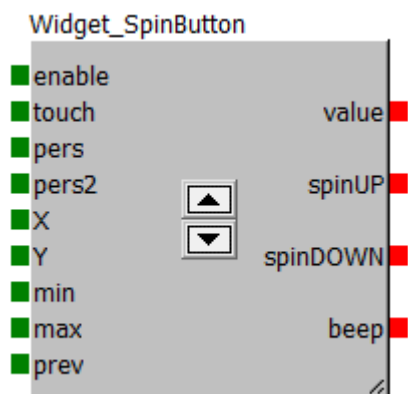 Widget_SpinButton
enable
touch
value
pers
pers2
spinUP
X
Y
spinDOWN
min
max
beep
prev